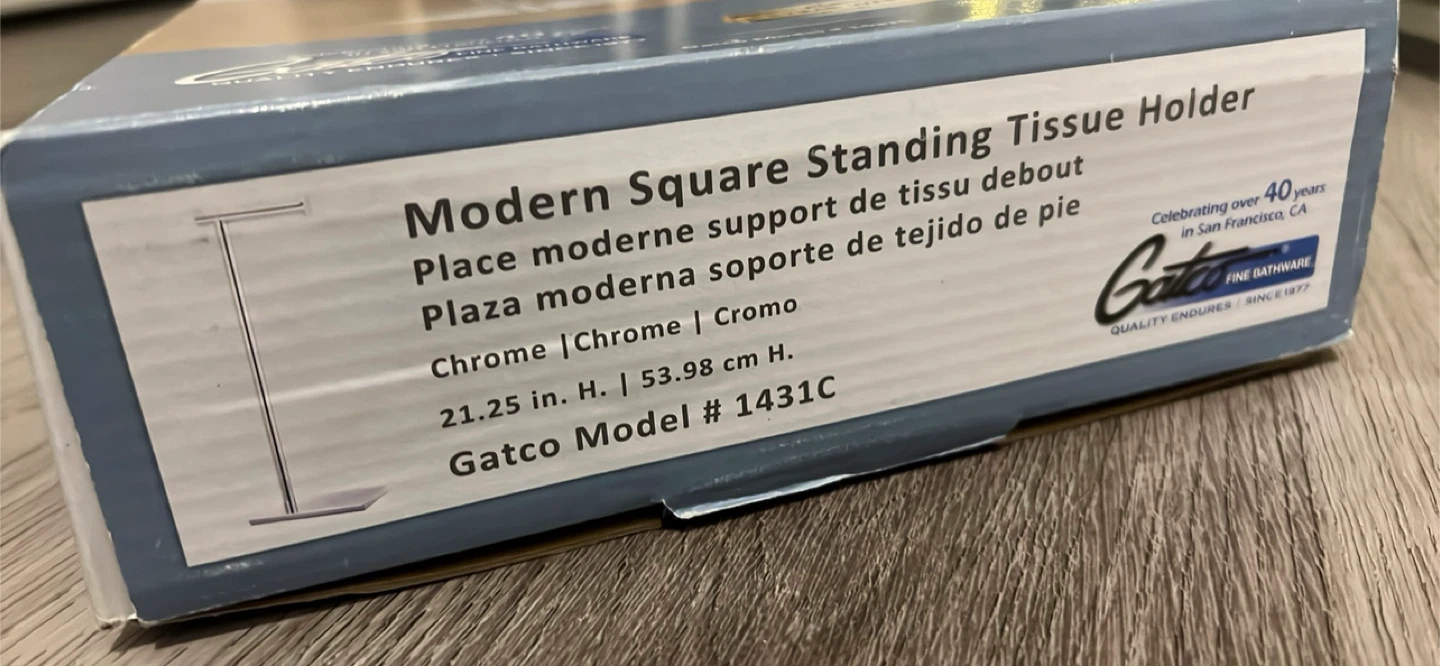 Modern Square Standing Tissue Holder
Place moderne support de tissu debout
Plaza moderna soporte de tejido de pie
Chrome |Chrome | Cromo
21.25 in. H. | 53.98 cm H.
Gatco Model # 1431C
Celebrating over 40 years
in San Francisco, CA
Gatco®
FINE BATHWARE
QUALITY ENDURES | SINCE 1977